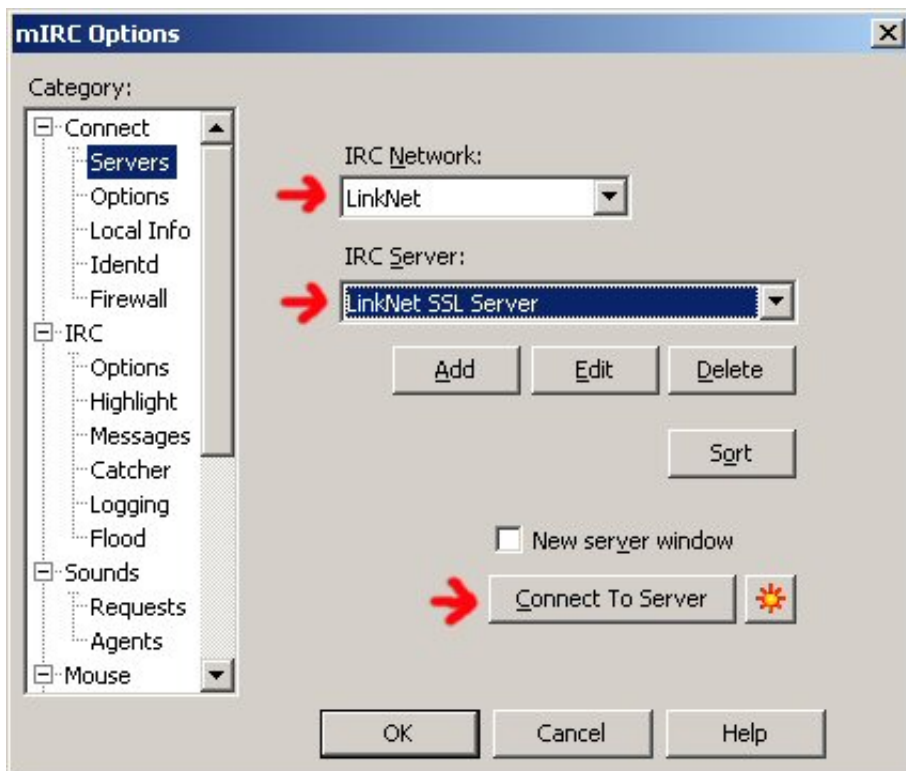 mIRC Options
Category:
Connect
Servers
Options
Local Info
Identd
Firewall
IRC
Options
Highlight
Messages
Catcher
Logging
Flood
Sounds
Requests
Agents
Mouse
IRC Network:
LinkNet
IRC Server:
LinkNet SSL Server
Add Edit Delete
Sort
New server window
Connect To Server
OK Cancel Help